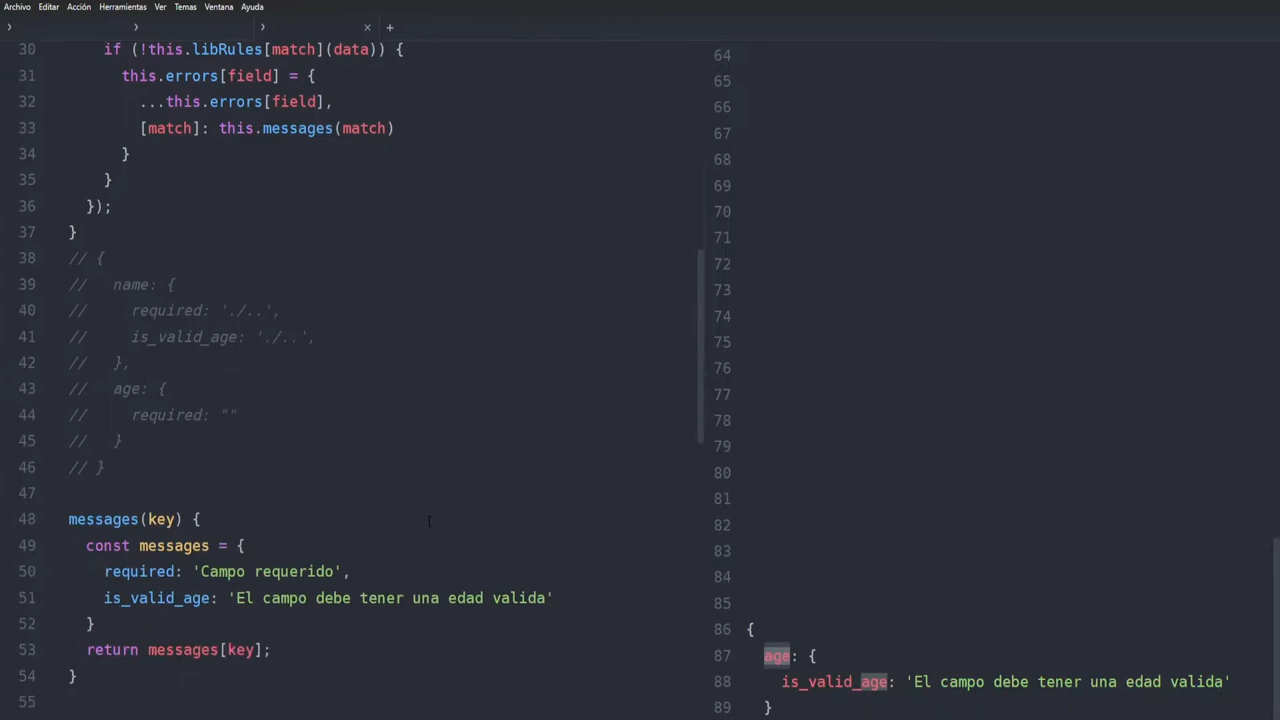 Archivo Editar Acción Herramientas Ver Temas Ventana Ayuda
30 if (!this.libRules[match](data)) {
31 this.errors[field] = {
32 ...this.errors[field],
33 [match]: this.messages(match)
34 }
35 }
36 });
37 }
38 // {
39 // name: {
40 // required: './..',
41 // is_valid_age: './..',
42 // },
43 // age: {
44 // required: ""
45 // }
46 // }
47
48 messages(key) {
49 const messages = {
50 required: 'Campo requerido',
51 is_valid_age: 'El campo debe tener una edad valida'
52 }
53 return messages[key];
54 }
55
64
65
66
67
68
69
70
71
72
73
74
75
76
77
78
79
80
81
82
83
84
85
86 {
87 age: {
88 is_valid_age: 'El campo debe tener una edad valida'
89 }